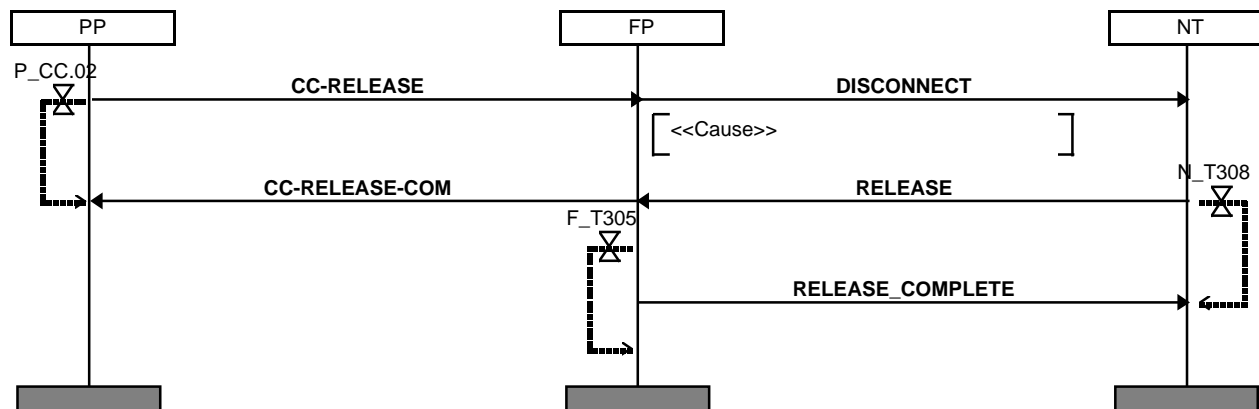 PP
FP
NT
P_CC.02
CC-RELEASE
DISCONNECT
<<Cause>>
CC-RELEASE-COM
RELEASE
N_T308
F_T305
RELEASE_COMPLETE